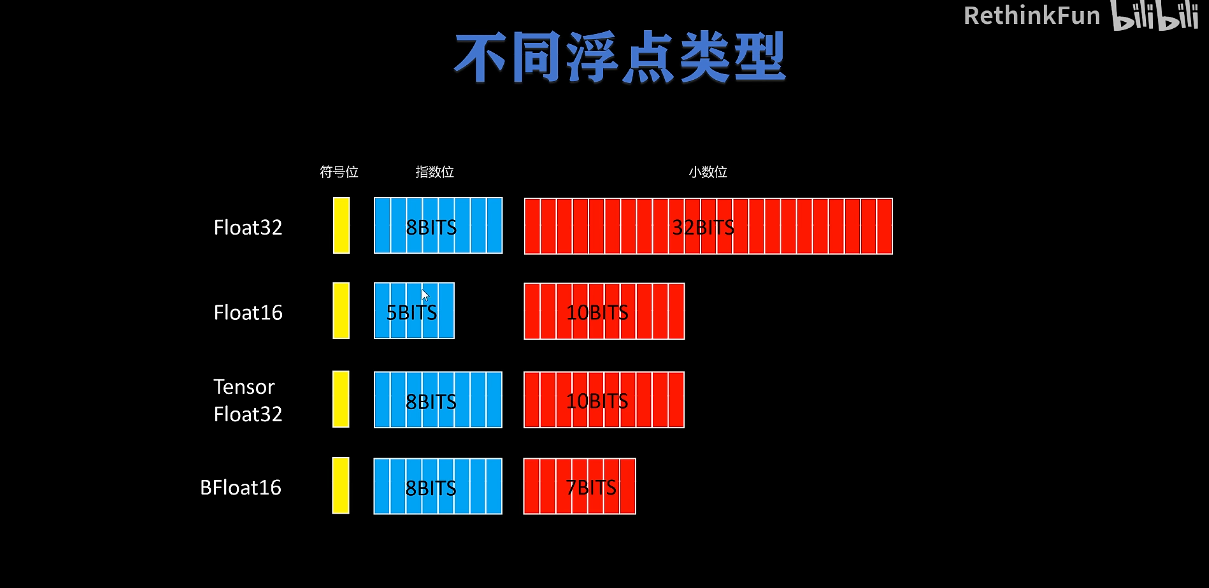 RethinkFun bilibili
不同浮点类型
符号位 指数位 小数位
Float32 8BITS 32BITS
Float16 5BITS 10BITS
Tensor
Float32 8BITS 10BITS
BFloat16 8BITS 7BITS